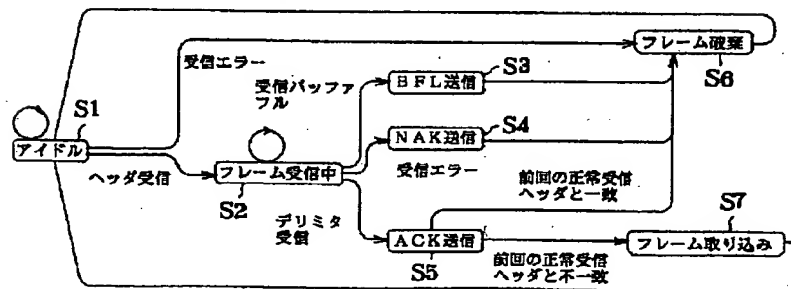 フレーム破棄
S6
受信エラー
S3
受信バッファ
フル
BFL送信
S1
S4
アイドル
NAK送信
ヘッダ受信
フレーム受信中
受信エラー
前回の正常受信
ヘッダと一致
S2
S7
デリミタ
受信
ACK送信
フレーム取り込み
S5
前回の正常受信
ヘッダと不一致